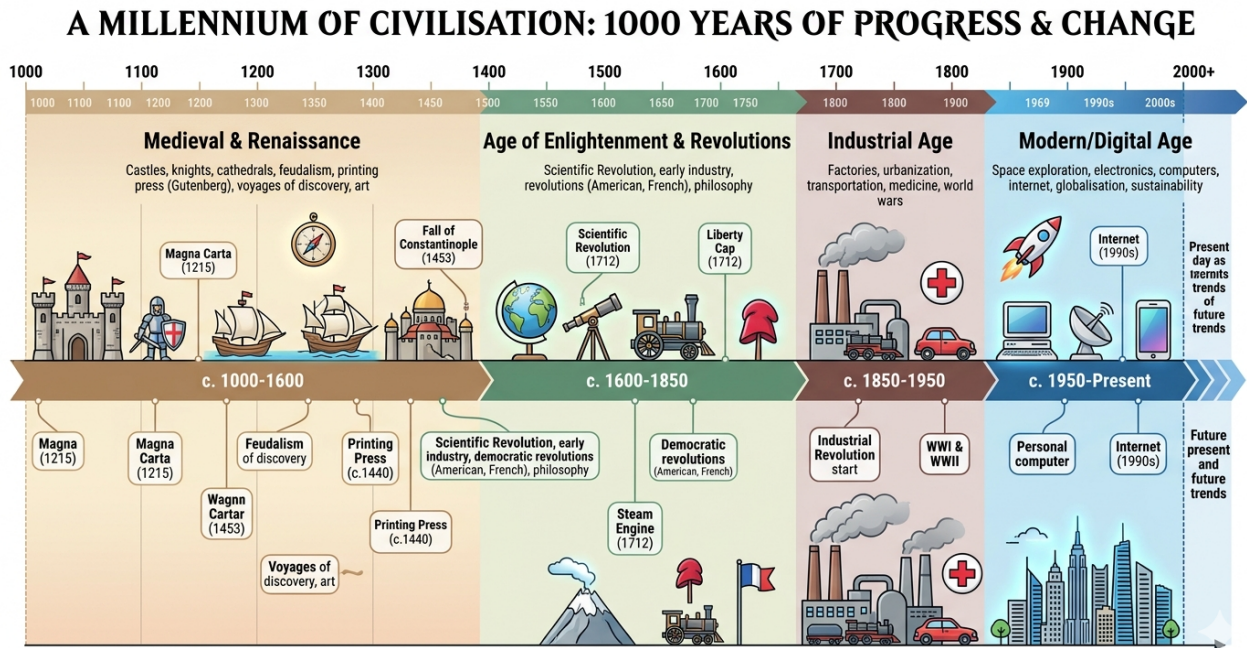 A MILLENNIUM OF CIVILISATION: 1000 YEARS OF PROGRESS & CHANGE
1000 1100 1200 1300 1400 1500 1600 1700 1800 1900 2000+
1000 1100 1100 1200 1200 1300 1350 1400 1450 1500 1550 1600 1650 1700 1750 1800 1800 1900 1969 1990s 2000s
Medieval & Renaissance
Castles, knights, cathedrals, feudalism, printing
press (Gutenberg), voyages of discovery, art
Age of Enlightenment & Revolutions
Scientific Revolution, early industry,
revolutions (American, French), philosophy
Industrial Age
Factories, urbanization,
transportation, medicine, world
wars
Modern/Digital Age
Space exploration, electronics, computers,
internet, globalisation, sustainability
Magna Carta
(1215)
Fall of
Constantinople
(1453)
Scientific
Revolution
(1712)
Liberty
Cap
(1712)
Internet
(1990s)
Present
day as
trends
of
future
trends
c. 1000-1600
c. 1600-1850
c. 1850-1950
c. 1950-Present
Magna
(1215)
Magna
Carta
(1215)
Wagnn
Cartar
(1453)
Feudalism
of discovery
Printing
Press
(c.1440)
Printing Press
(c.1440)
Voyages of
discovery, art
Scientific Revolution, early
industry, democratic revolutions
(American, French), philosophy
Steam
Engine
(1712)
Democratic
revolutions
(American, French)
Industrial
Revolution
start
WWI &
WWII
Personal
computer
Internet
(1990s)
Future
present
and
future
trends